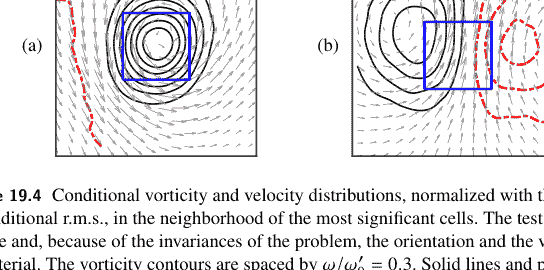 (a)
(b)
19.4 Conditional vorticity and velocity distributions, normalized with
conditional r.m.s., in the neighborhood of the most significant cells. The test
and, because of the invariances of the problem, the orientation and the
The vorticity contours are spaced by ω/ω′₀ = 0.3. Solid lines and